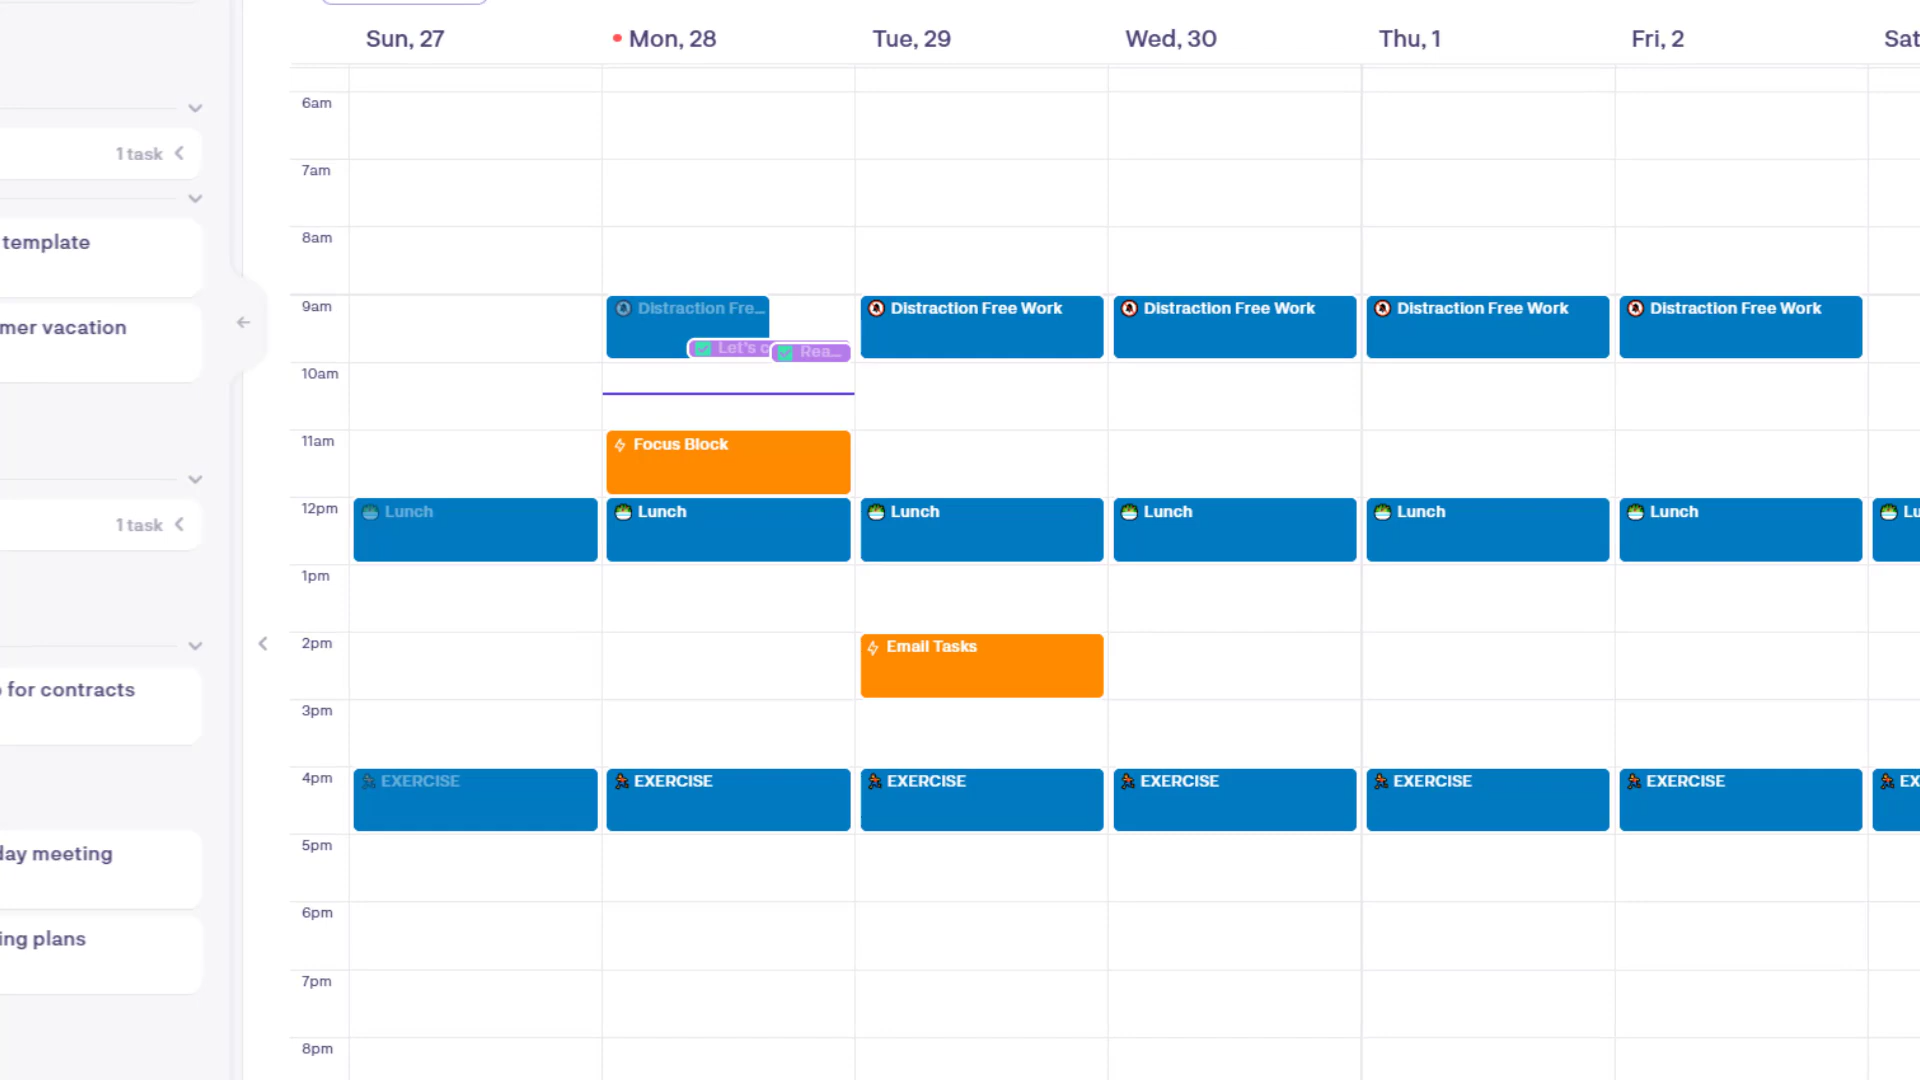 Sun, 27
Mon, 28
Tue, 29
Wed, 30
Thu, 1
Fri, 2
Sat
1 task
template
mer vacation
1 task
for contracts
day meeting
ing plans
6am
7am
8am
9am
Distraction Fre...
Let's c
Rea...
Distraction Free Work
Distraction Free Work
Distraction Free Work
Distraction Free Work
10am
11am
Focus Block
12pm
Lunch
Lunch
Lunch
Lunch
Lunch
Lunch
Lu
1pm
2pm
Email Tasks
3pm
4pm
EXERCISE
EXERCISE
EXERCISE
EXERCISE
EXERCISE
EXERCISE
EX
5pm
6pm
7pm
8pm